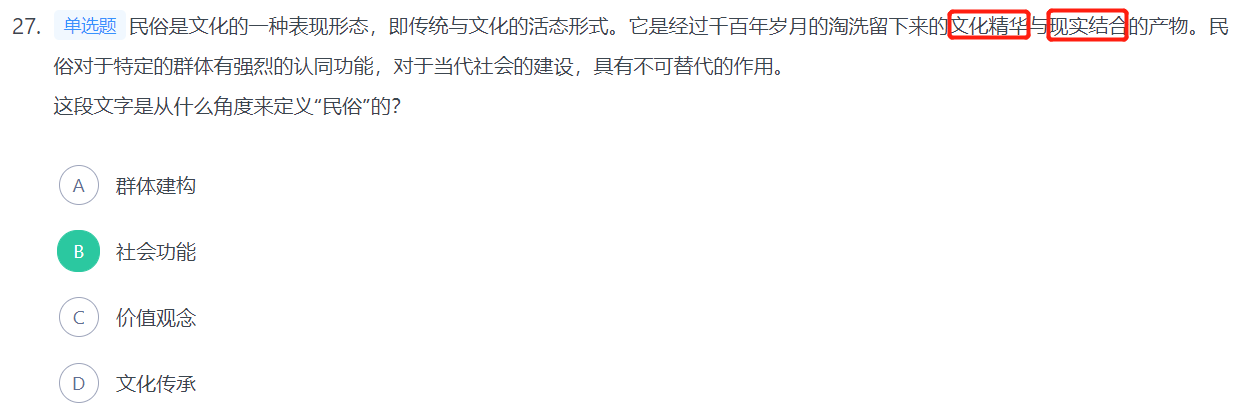 27. 单选题 民俗是文化的一种表现形态，即传统与文化的活态形式。它是经过千百年岁月的淘洗留下来的文化精华与现实结合的产物。民
俗对于特定的群体有强烈的认同功能，对于当代社会的建设，具有不可替代的作用。
这段文字是从什么角度来定义“民俗”的？
A 群体建构
B 社会功能
C 价值观念
D 文化传承